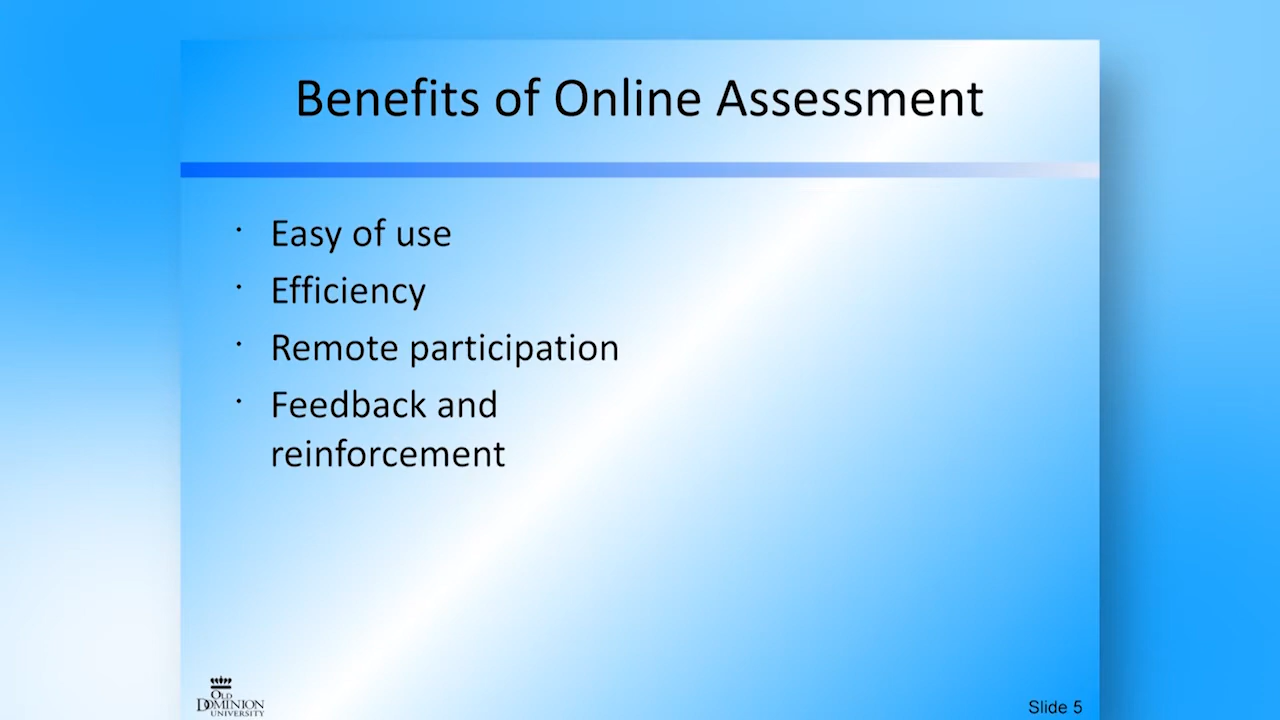 Benefits of Online Assessment
· Easy of use
· Efficiency
· Remote participation
· Feedback and
reinforcement
OLD
DOMINION
UNIVERSITY
Slide 5